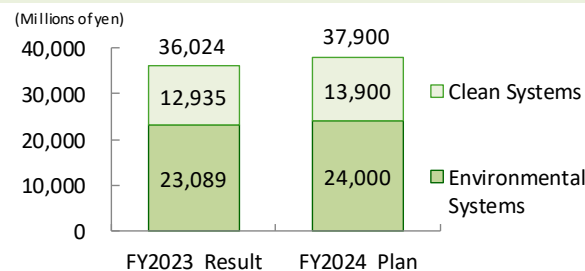 (Millions of yen)
40,000
30,000
20,000
10,000
0
36,024
12,935
23,089
37,900
13,900
24,000
FY2023 Result
FY2024 Plan
Clean Systems
Environmental
Systems